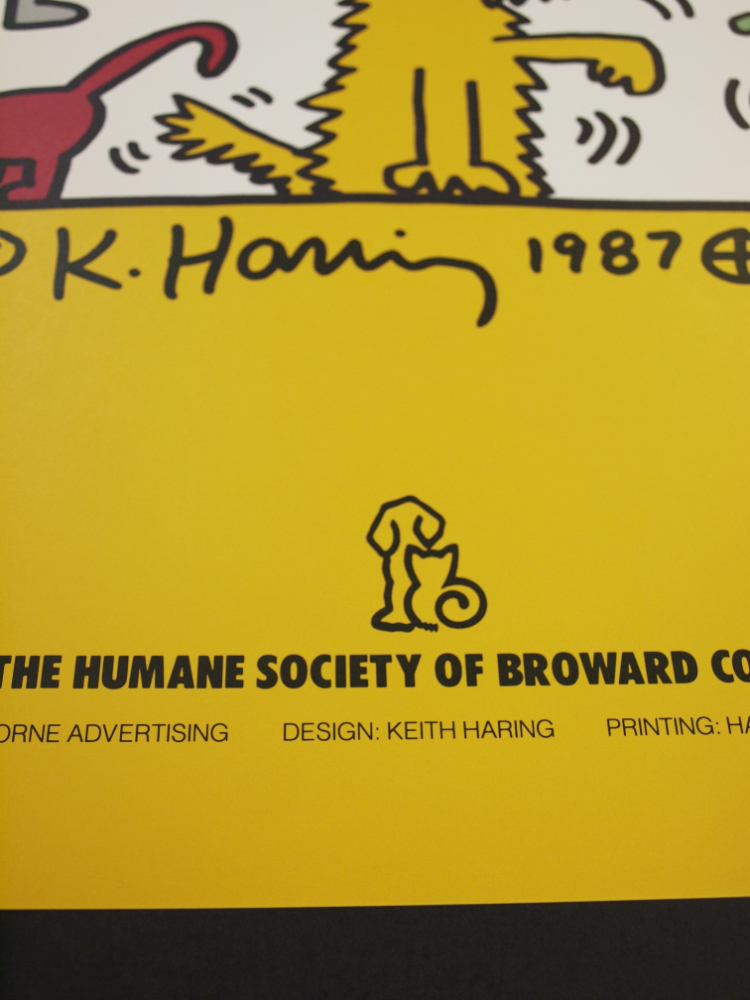 K. Haring 1987
THE HUMANE SOCIETY OF BROWARD CO
ORNE ADVERTISING DESIGN: KEITH HARING PRINTING: HA